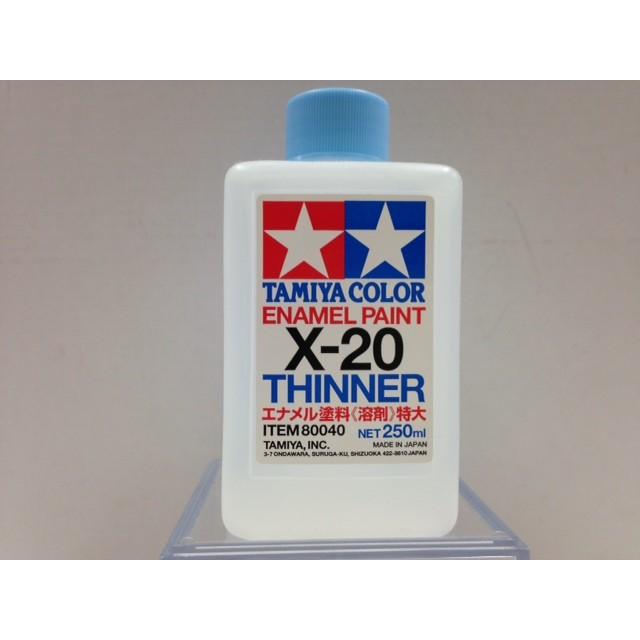 TAMIYA COLOR
ENAMEL PAINT
X-20
THINNER
エナメル塗料《溶剤》特大
ITEM 80040 NET 250ml
TAMIYA, INC. MADE IN JAPAN
3-7 ONDAWARA, SURUGA-KU, SHIZUOKA 422-8610 JAPAN